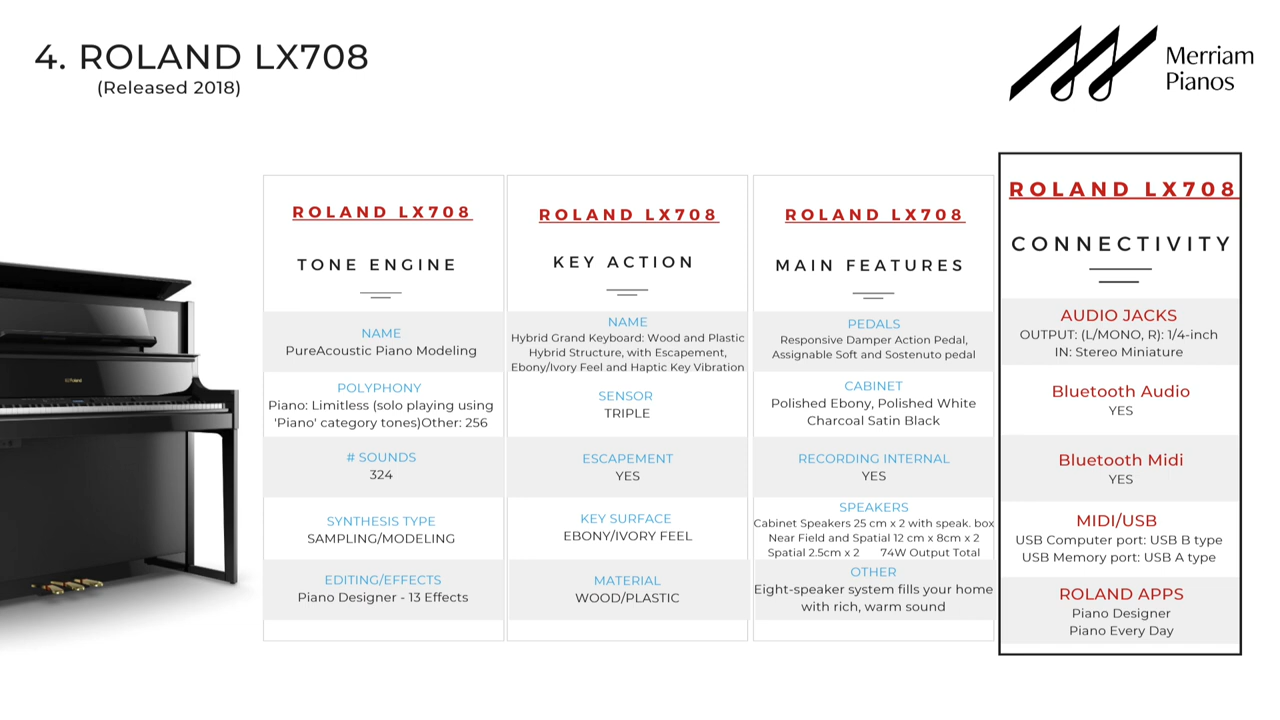 4. ROLAND LX708
(Released 2018)
Merriam
Pianos
ROLAND LX708
TONE ENGINE
NAME
PureAcoustic Piano Modeling
POLYPHONY
Piano: Limitless (solo playing using
'Piano' category tones)Other: 256
# SOUNDS
324
SYNTHESIS TYPE
SAMPLING/MODELING
EDITING/EFFECTS
Piano Designer - 13 Effects
ROLAND LX708
KEY ACTION
NAME
Hybrid Grand Keyboard: Wood and Plastic
Hybrid Structure, with Escapement,
Ebony/Ivory Feel and Haptic Key Vibration
SENSOR
TRIPLE
ESCAPEMENT
YES
KEY SURFACE
EBONY/IVORY FEEL
MATERIAL
WOOD/PLASTIC
ROLAND LX708
MAIN FEATURES
PEDALS
Responsive Damper Action Pedal,
Assignable Soft and Sostenuto pedal
CABINET
Polished Ebony, Polished White
Charcoal Satin Black
RECORDING INTERNAL
YES
SPEAKERS
Cabinet Speakers 25 cm x 2 with speak. box
Near Field and Spatial 12 cm x 8cm x 2
Spatial 2.5cm x 2 74W Output Total
OTHER
Eight-speaker system fills your home
with rich, warm sound
ROLAND LX708
CONNECTIVITY
AUDIO JACKS
OUTPUT: (L/MONO, R): 1/4-inch
IN: Stereo Miniature
Bluetooth Audio
YES
Bluetooth Midi
YES
MIDI/USB
USB Computer port: USB B type
USB Memory port: USB A type
ROLAND APPS
Piano Designer
Piano Every Day
Roland